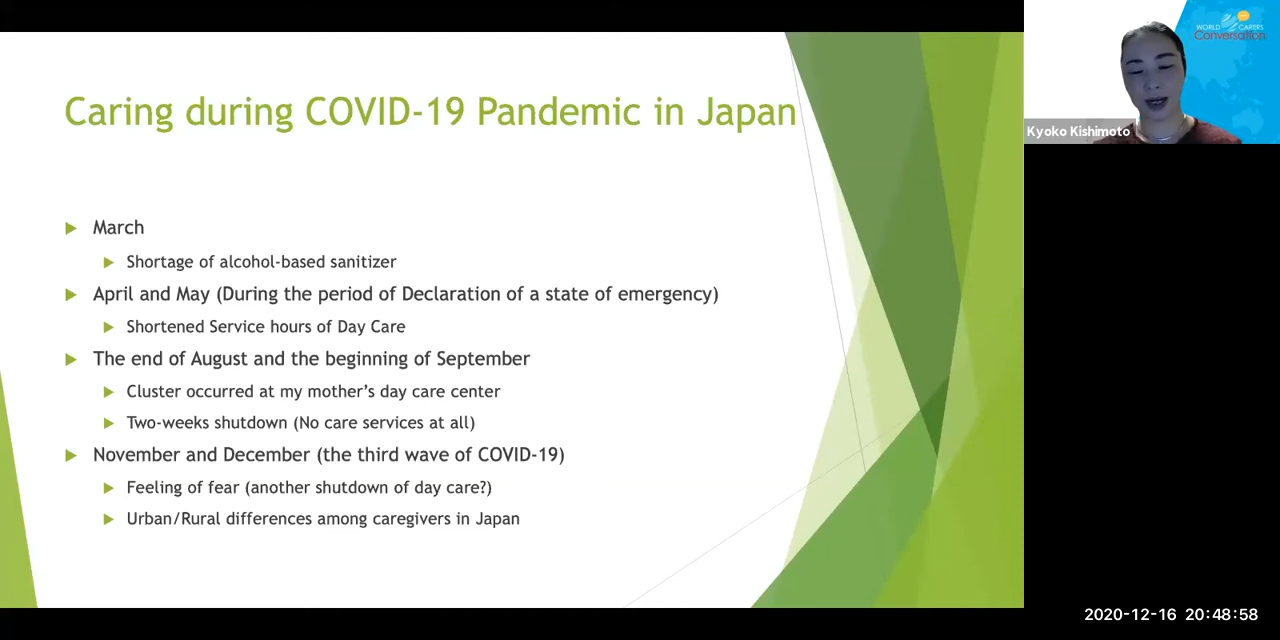 Caring during COVID-19 Pandemic in Japan
March
Shortage of alcohol-based sanitizer
April and May (During the period of Declaration of a state of emergency)
Shortened Service hours of Day Care
The end of August and the beginning of September
Cluster occurred at my mother's day care center
Two-weeks shutdown (No care services at all)
November and December (the third wave of COVID-19)
Feeling of fear (another shutdown of day care?)
Urban/Rural differences among caregivers in Japan
WORLD CARERS
Conversation
Kyoko Kishimoto
2020-12-16 20:48:58